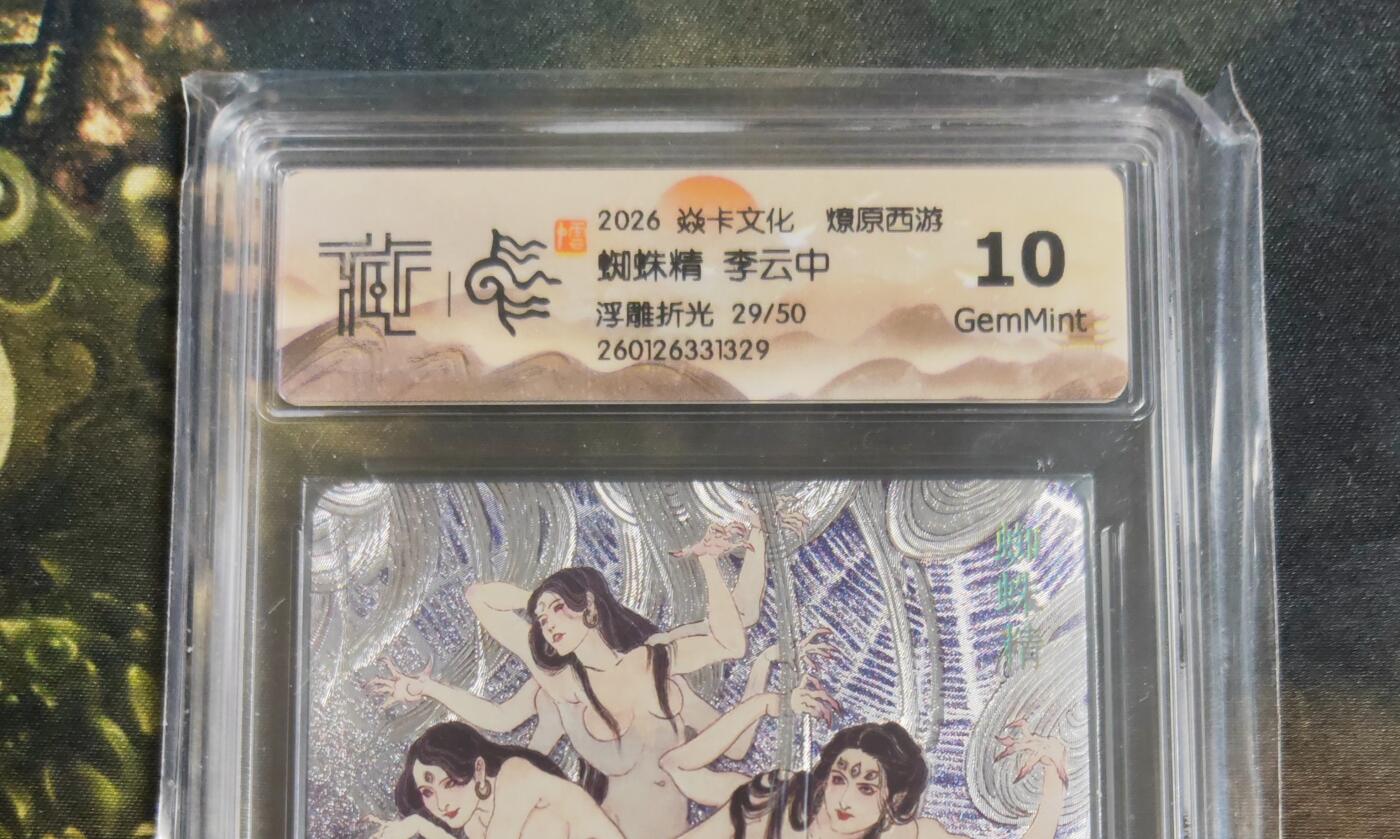 藏
2026 焱卡文化 燎原西游
蜘蛛精 李云中
浮雕折光 29/50
260126331329
10
GemMint
蜘蛛精